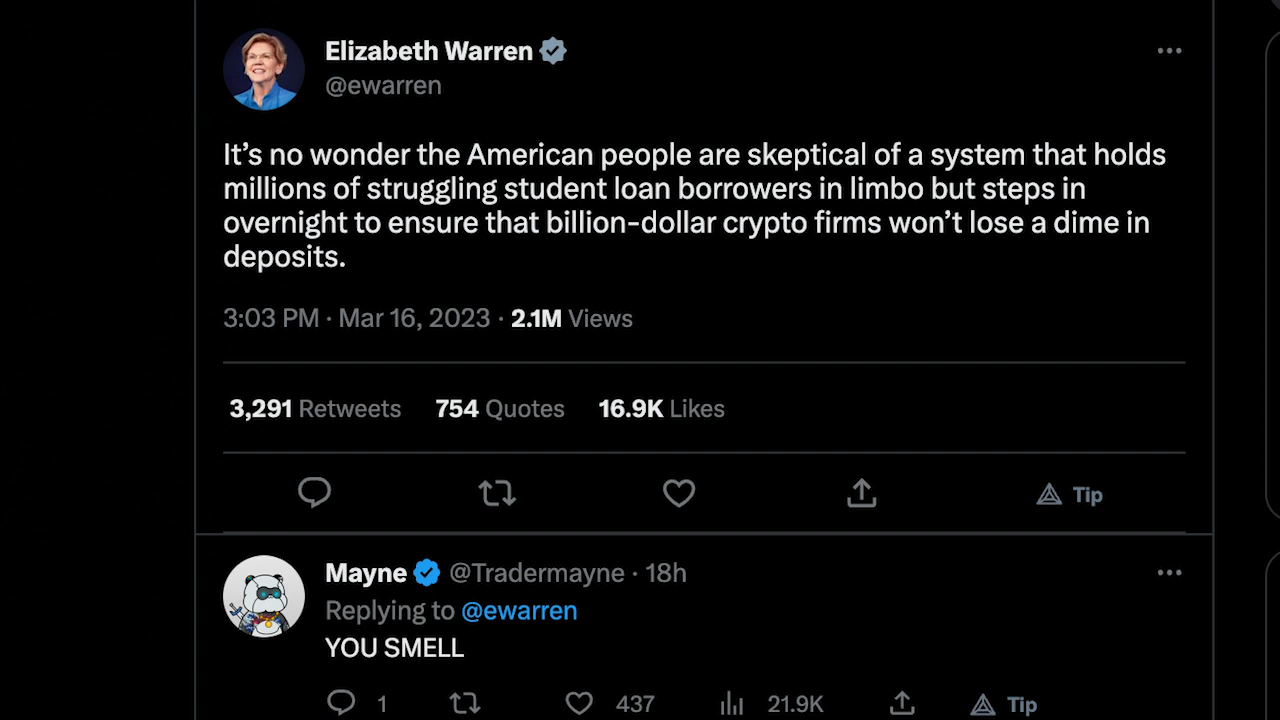 Elizabeth Warren
@ewarren
It’s no wonder the American people are skeptical of a system that holds
millions of struggling student loan borrowers in limbo but steps in
overnight to ensure that billion-dollar crypto firms won’t lose a dime in
deposits.
3:03 PM · Mar 16, 2023 · 2.1M Views
3,291 Retweets 754 Quotes 16.9K Likes
Tip
Mayne @Tradermayne · 18h
Replying to @ewarren
YOU SMELL
1 437 21.9K Tip